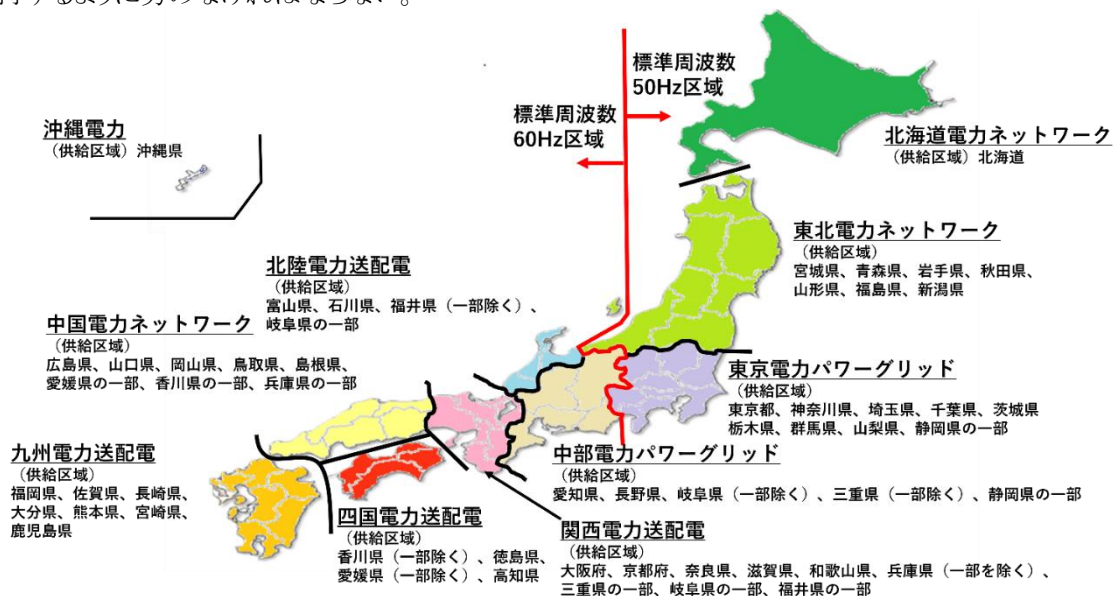 標準周波数
50Hz区域
標準周波数
60Hz区域
沖縄電力
（供給区域）沖縄県
北海道電力ネットワーク
（供給区域）北海道
東北電力ネットワーク
（供給区域）
宮城県、青森県、岩手県、秋田県、
山形県、福島県、新潟県
北陸電力送配電
（供給区域）
富山県、石川県、福井県（一部除く）、
岐阜県の一部
中国電力ネットワーク
（供給区域）
広島県、山口県、岡山県、鳥取県、島根県、
愛媛県の一部、香川県の一部、兵庫県の一部
東京電力パワーグリッド
（供給区域）
東京都、神奈川県、埼玉県、千葉県、茨城県
栃木県、群馬県、山梨県、静岡県の一部
九州電力送配電
（供給区域）
福岡県、佐賀県、長崎県、
大分県、熊本県、宮崎県、
鹿児島県
中部電力パワーグリッド
（供給区域）
愛知県、長野県、岐阜県（一部除く）、三重県（一部除く）、静岡県の一部
四国電力送配電
（供給区域）
香川県（一部除く）、徳島県、
愛媛県（一部除く）、高知県
関西電力送配電
（供給区域）
大阪府、京都府、奈良県、滋賀県、和歌山県、兵庫県（一部を除く）、
三重県の一部、岐阜県の一部、福井県の一部